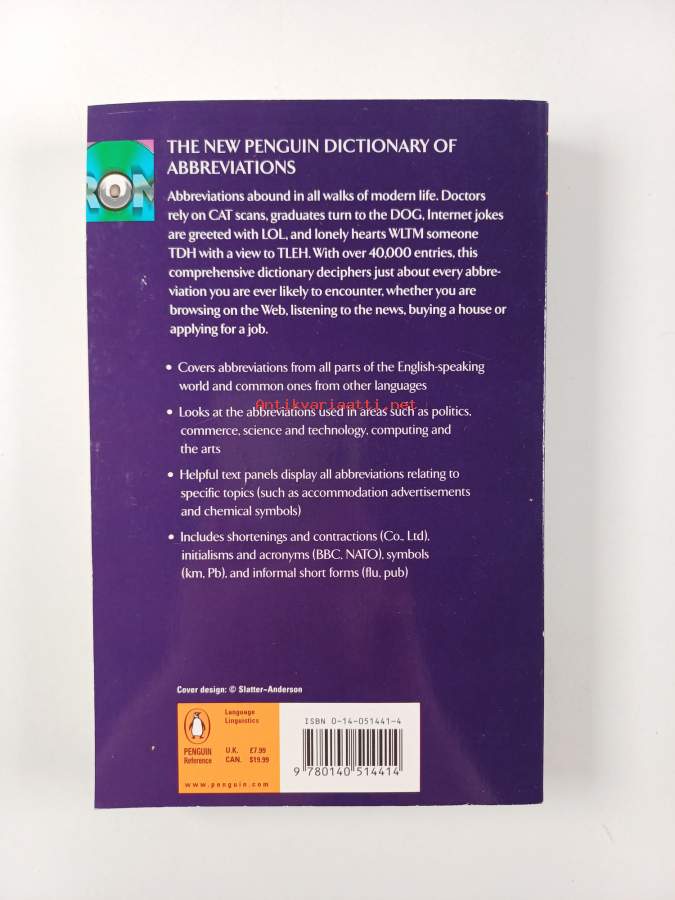 RON
THE NEW PENGUIN DICTIONARY OF
ABBREVIATIONS
Abbreviations abound in all walks of modern life. Doctors
rely on CAT scans, graduates turn to the DOG, Internet jokes
are greeted with LOL, and lonely hearts WLTM someone
TDH with a view to TLEH. With over 40,000 entries, this
comprehensive dictionary deciphers just about every abbre-
viation you are ever likely to encounter, whether you are
browsing on the Web, listening to the news, buying a house or
applying for a job.
• Covers abbreviations from all parts of the English-speaking
world and common ones from other languages
Antikvariaatti.net
• Looks at the abbreviations used in areas such as politics,
commerce, science and technology, computing and
the arts
• Helpful text panels display all abbreviations relating to
specific topics (such as accommodation advertisements
and chemical symbols)
• Includes shortenings and contractions (Co., Ltd),
initialisms and acronyms (BBC, NATO), symbols
(km, Pb), and informal short forms (flu, pub)
Cover design: © Slatter-Anderson
PENGUIN
Reference
Language
Linguistics
U.K. £7.99
CAN. $19.99
www.penguin.com
ISBN 0-14-051441-4
9 780140 514414